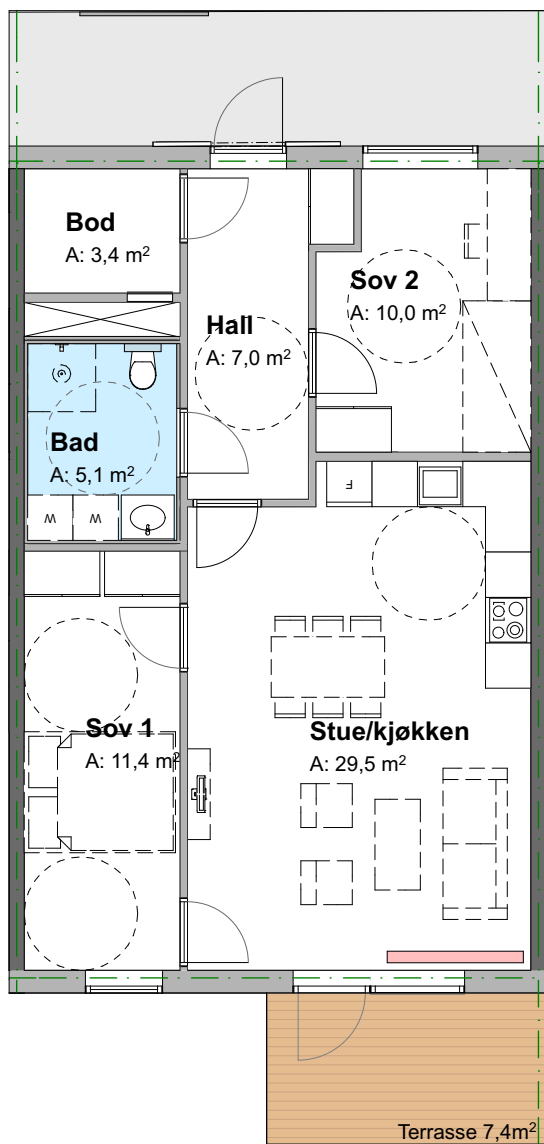 Bod
A: 3,4 m²
Sov 2
A: 10,0 m²
Hall
A: 7,0 m²
Bad
A: 5,1 m²
W W
F
Sov 1
A: 11,4 m²
Stue/kjøkken
A: 29,5 m²
Terrasse 7,4m²